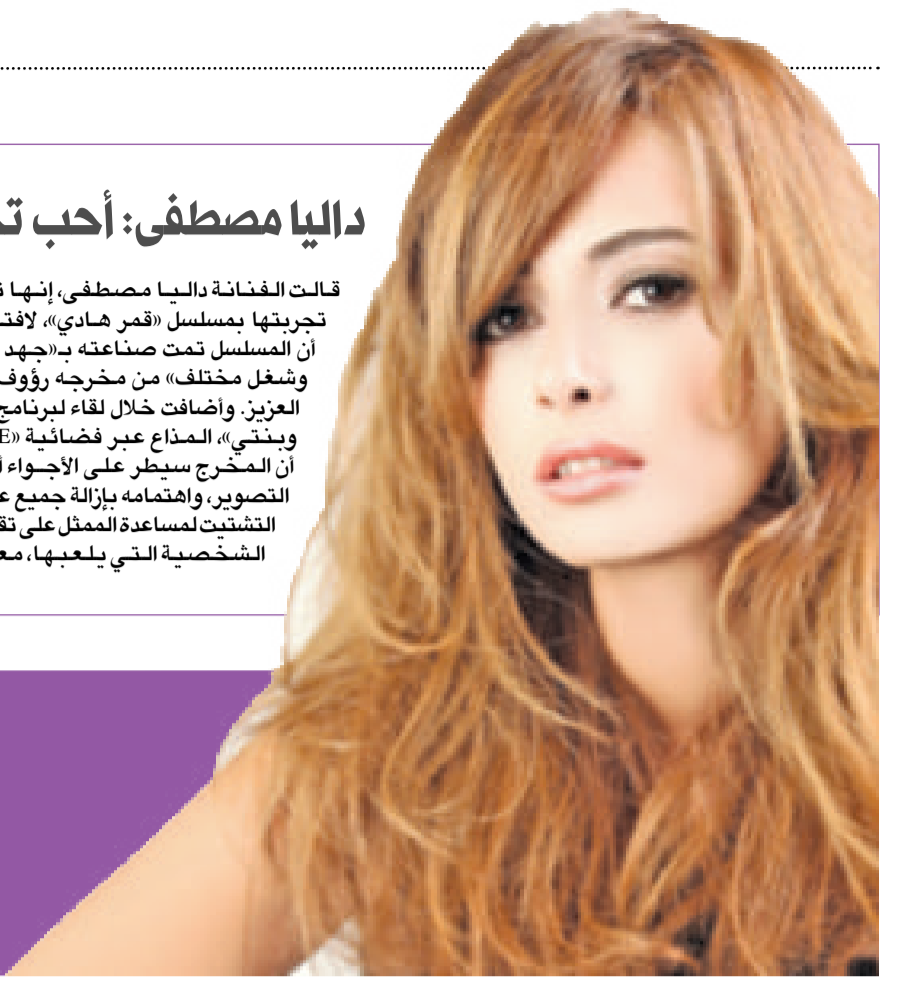 داليا مصطفى: أحب
قالت الفنانة داليا مصطفى، إنها
تجربتها بمسلسل «قمر هادي»،
أن المسلسل تمت صناعته بـ«جهد
وشغل مختلف» من مخرجه رؤوف
العزيز. وأضافت خلال لقاء لبرنامج
وبنتي»، المذاع عبر فضائية
أن المخرج سيطر على الأجواء
التصوير، واهتمامه بإزالة جميع
التشتيت لمساعدة الممثل على
الشخصية التي يلعبها،